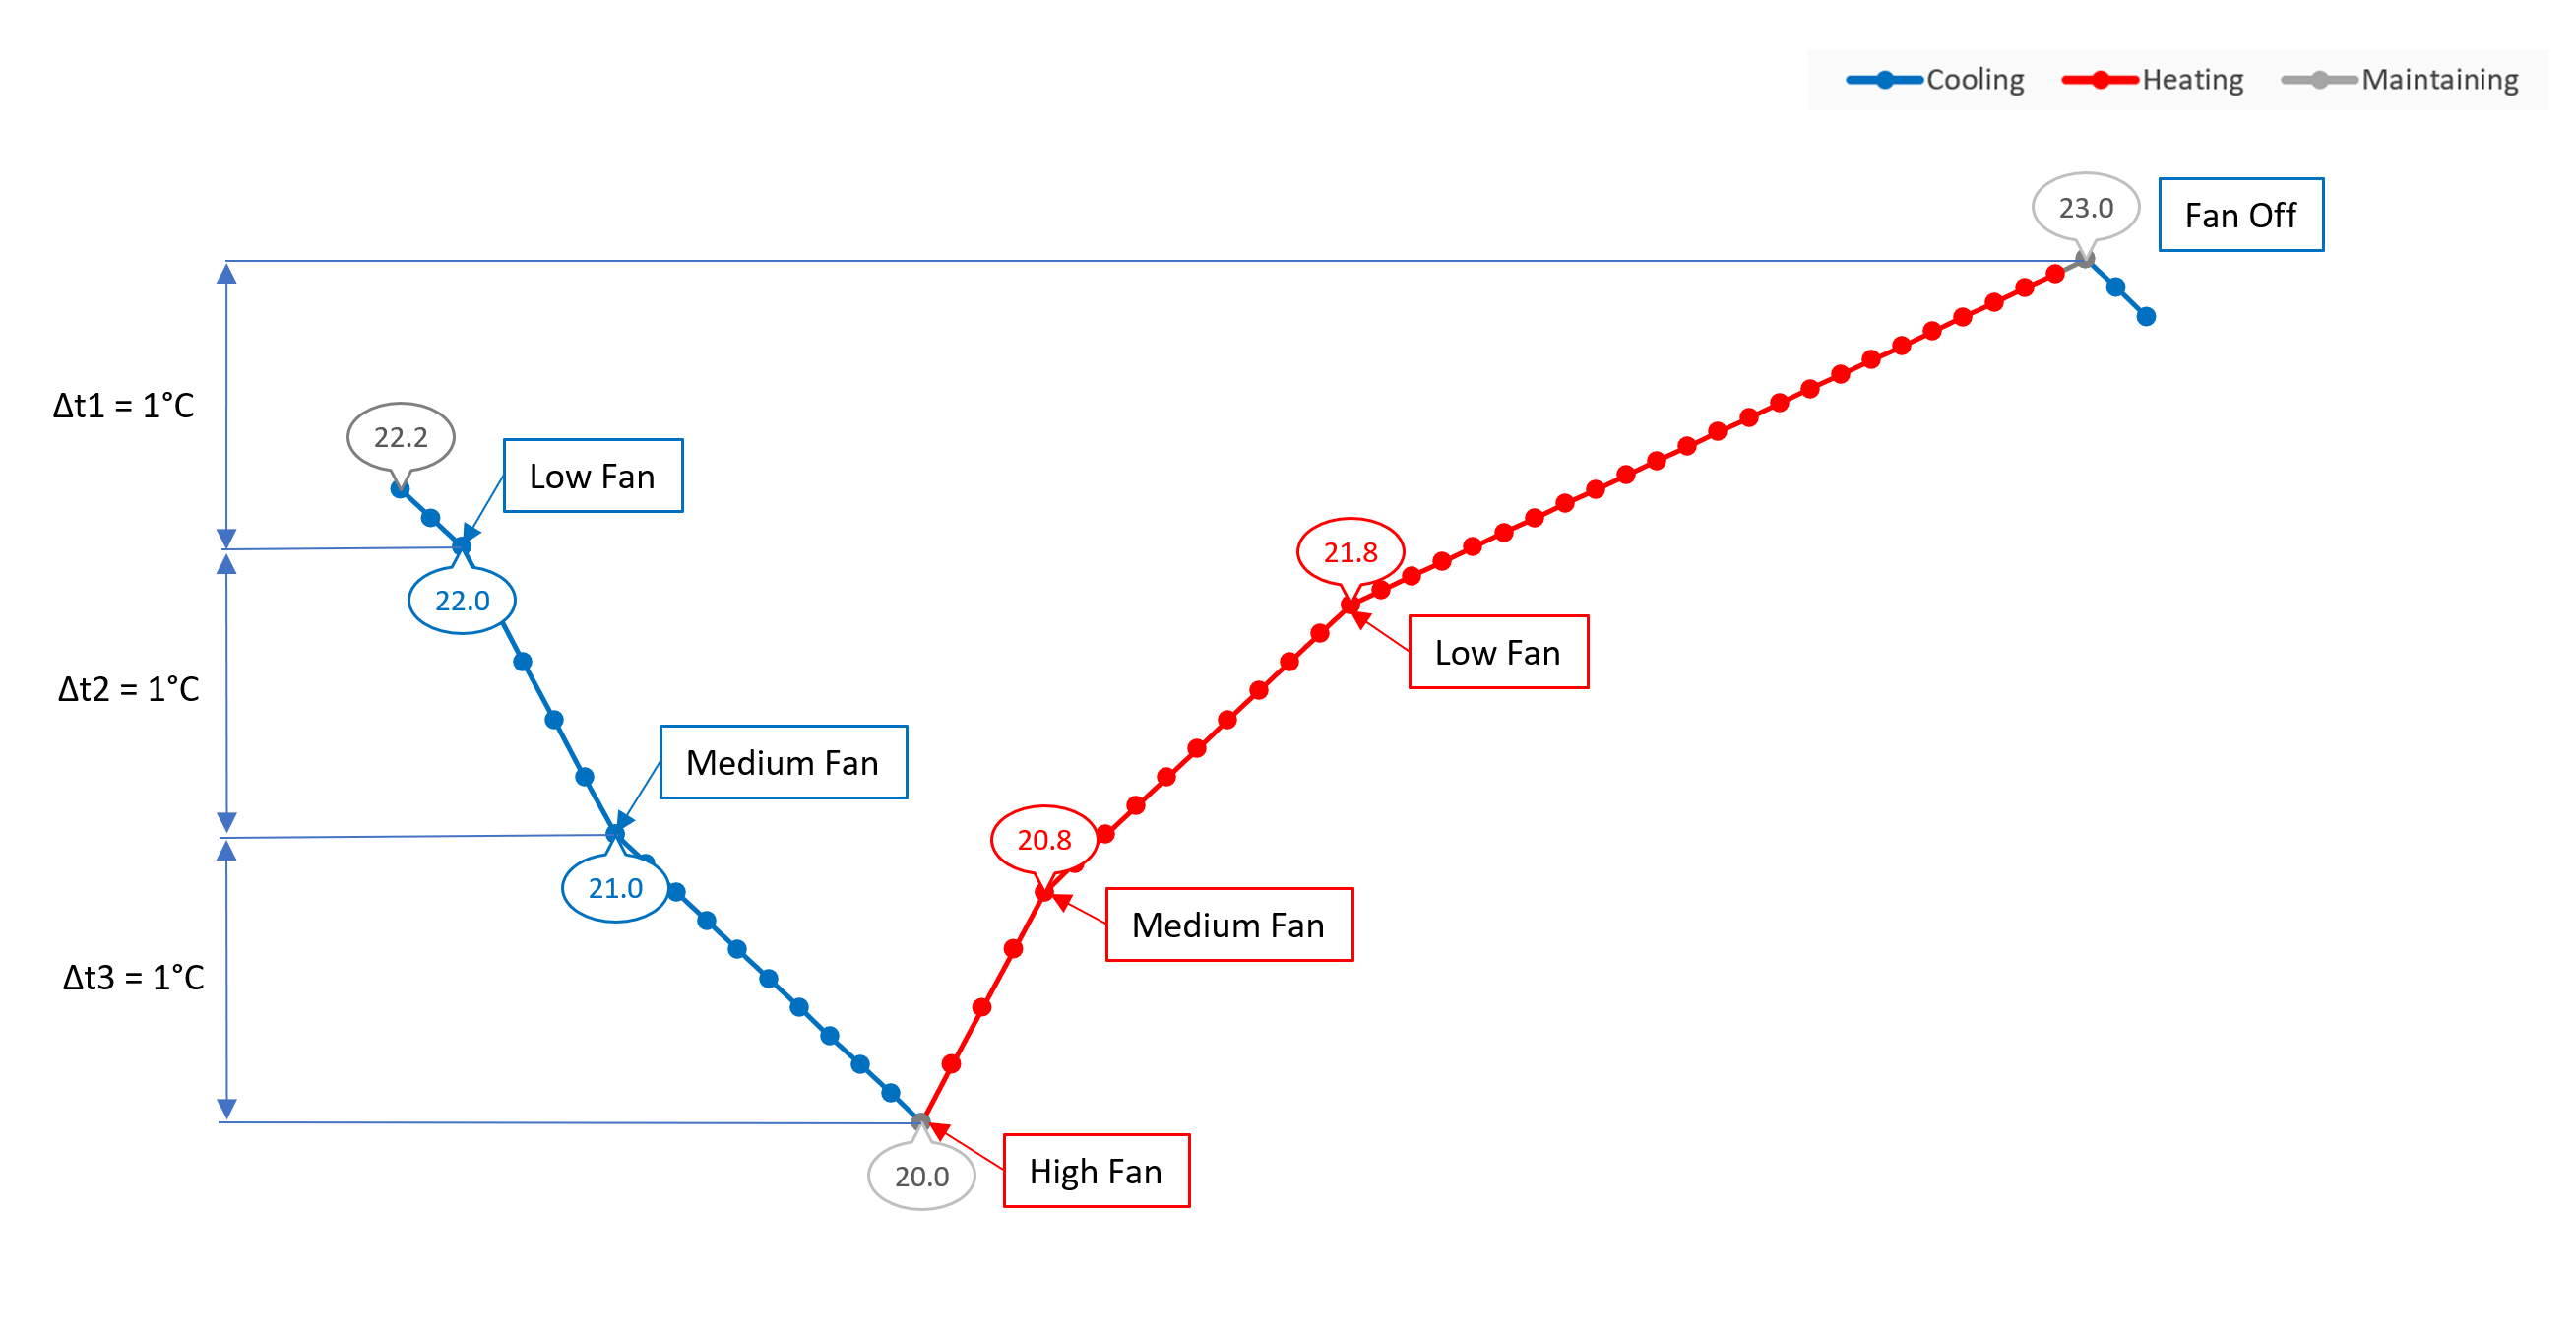 Cooling Heating Maintaining
23.0
Fan Off
Δt1 = 1°C
22.2
Low Fan
22.0
21.8
Low Fan
Δt2 = 1°C
Medium Fan
21.0
20.8
Medium Fan
Δt3 = 1°C
20.0
High Fan